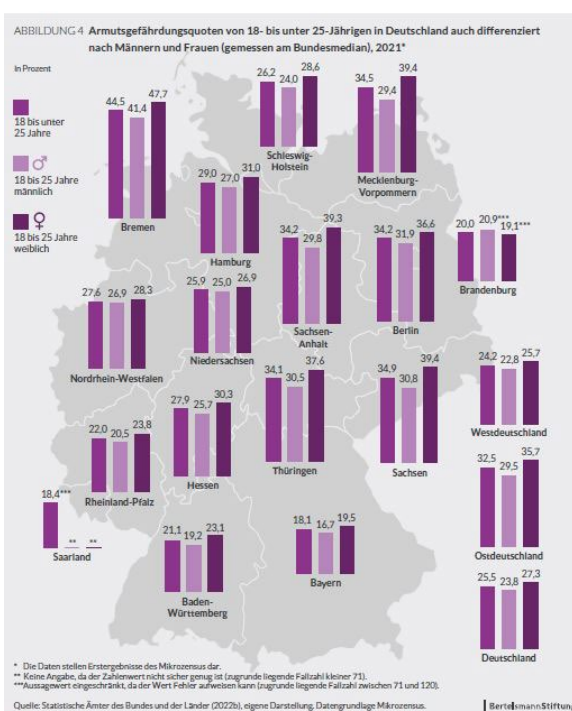 ABBILDUNG 4 Armutsgefährdungsquoten von 18- bis unter 25-Jährigen in Deutschland auch differenziert
nach Männern und Frauen (gemessen am Bundesmedian), 2021*
In Prozent
18 bis unter
25 Jahre
18 bis 25 Jahre
männlich
18 bis 25 Jahre
weiblich
44,5 41,4 47,7
Bremen
26,2 24,0 28,6
Schleswig-
Holstein
34,5 29,4 39,4
Mecklenburg-
Vorpommern
29,0 27,0 31,0
Hamburg
34,2 29,8 39,3
Sachsen-
Anhalt
34,2 31,9 36,6
Berlin
20,0 20,9*** 19,1***
Brandenburg
27,6 26,9 28,3
Nordrhein-Westfalen
25,9 25,0 26,9
Niedersachsen
24,2 22,8 25,7
Westdeutschland
22,0 20,5 23,8
Rheinland-Pfalz
27,9 25,7 30,3
Hessen
34,1 30,5 37,6
Thüringen
34,9 30,8 39,4
Sachsen
32,5 29,5 35,7
Ostdeutschland
18,4*** ** **
Saarland
21,1 19,2 23,1
Baden-
Württemberg
18,1 16,7 19,5
Bayern
25,5 23,8 27,3
Deutschland
* Die Daten stellen Erstergebnisse des Mikrozensus dar.
** Keine Angabe, da der Zahlenwert nicht sicher genug ist (zugrunde liegende Fallzahl kleiner 71).
***Aussagewert eingeschränkt, da der Wert Fehler aufweisen kann (zugrunde liegende Fallzahl zwischen 71 und 120).
Quelle: Statistische Ämter des Bundes und der Länder (2022b), eigene Darstellung. Datengrundlage Mikrozensus.
BertelsmannStiftung